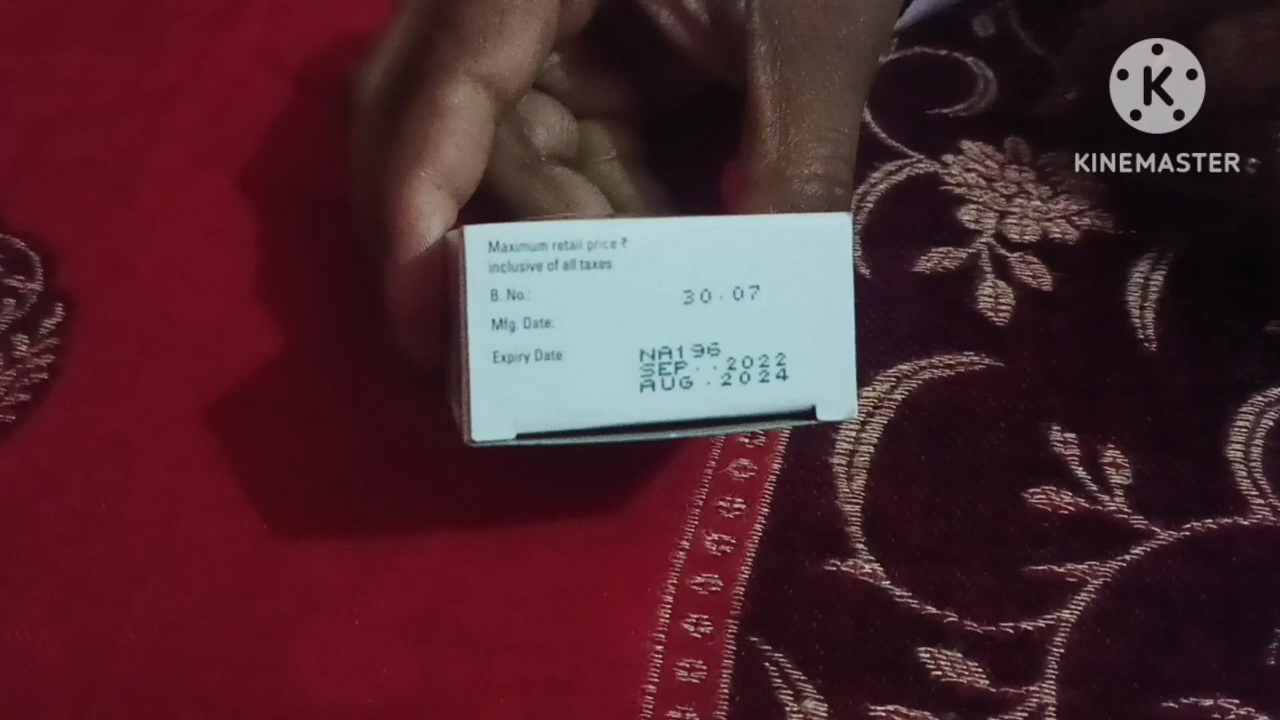 KINEMASTER
Maximum retail price ₹
inclusive of all taxes
B. No.: 30.07
Mfg. Date:
Expiry Date: NA196
SEP..2022
AUG.2024